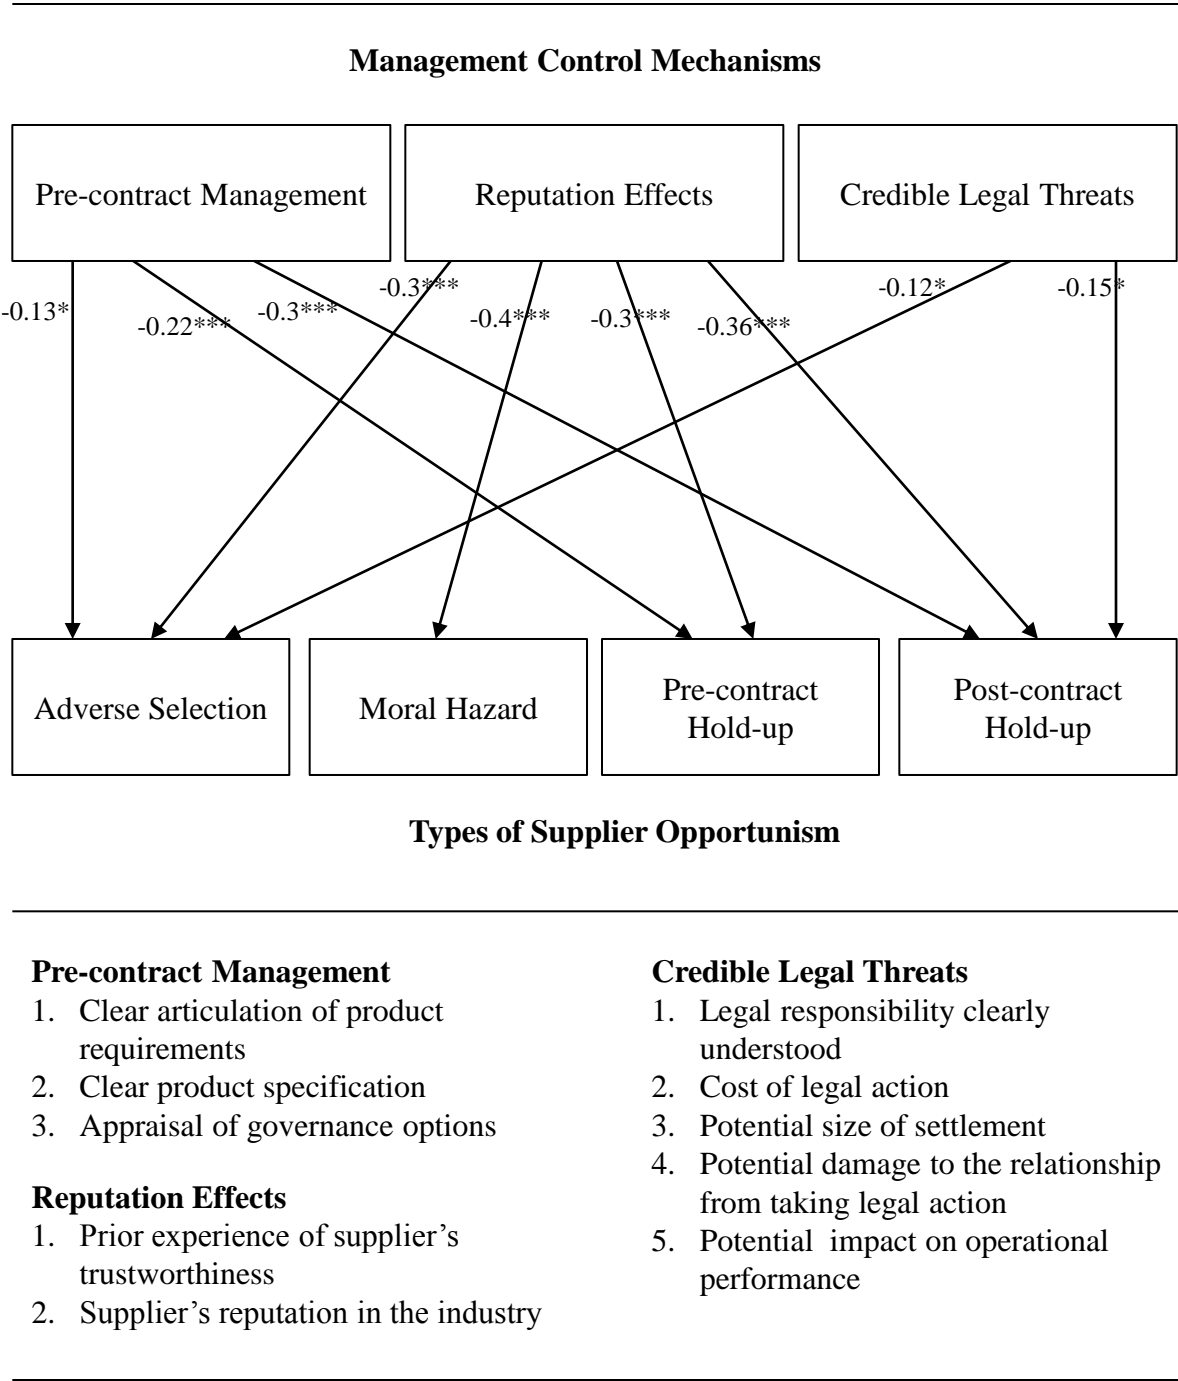 Management Control Mechanisms
Pre-contract Management
Reputation Effects
Credible Legal Threats
-0.13*
-0.22***
-0.3***
-0.3***
-0.4***
-0.3***
-0.36***
-0.12*
-0.15*
Adverse Selection
Moral Hazard
Pre-contract
Hold-up
Post-contract
Hold-up
Types of Supplier Opportunism
Pre-contract Management
1. Clear articulation of product
requirements
2. Clear product specification
3. Appraisal of governance options
Reputation Effects
1. Prior experience of supplier’s
trustworthiness
2. Supplier’s reputation in the industry
Credible Legal Threats
1. Legal responsibility clearly
understood
2. Cost of legal action
3. Potential size of settlement
4. Potential damage to the relationship
from taking legal action
5. Potential impact on operational
performance